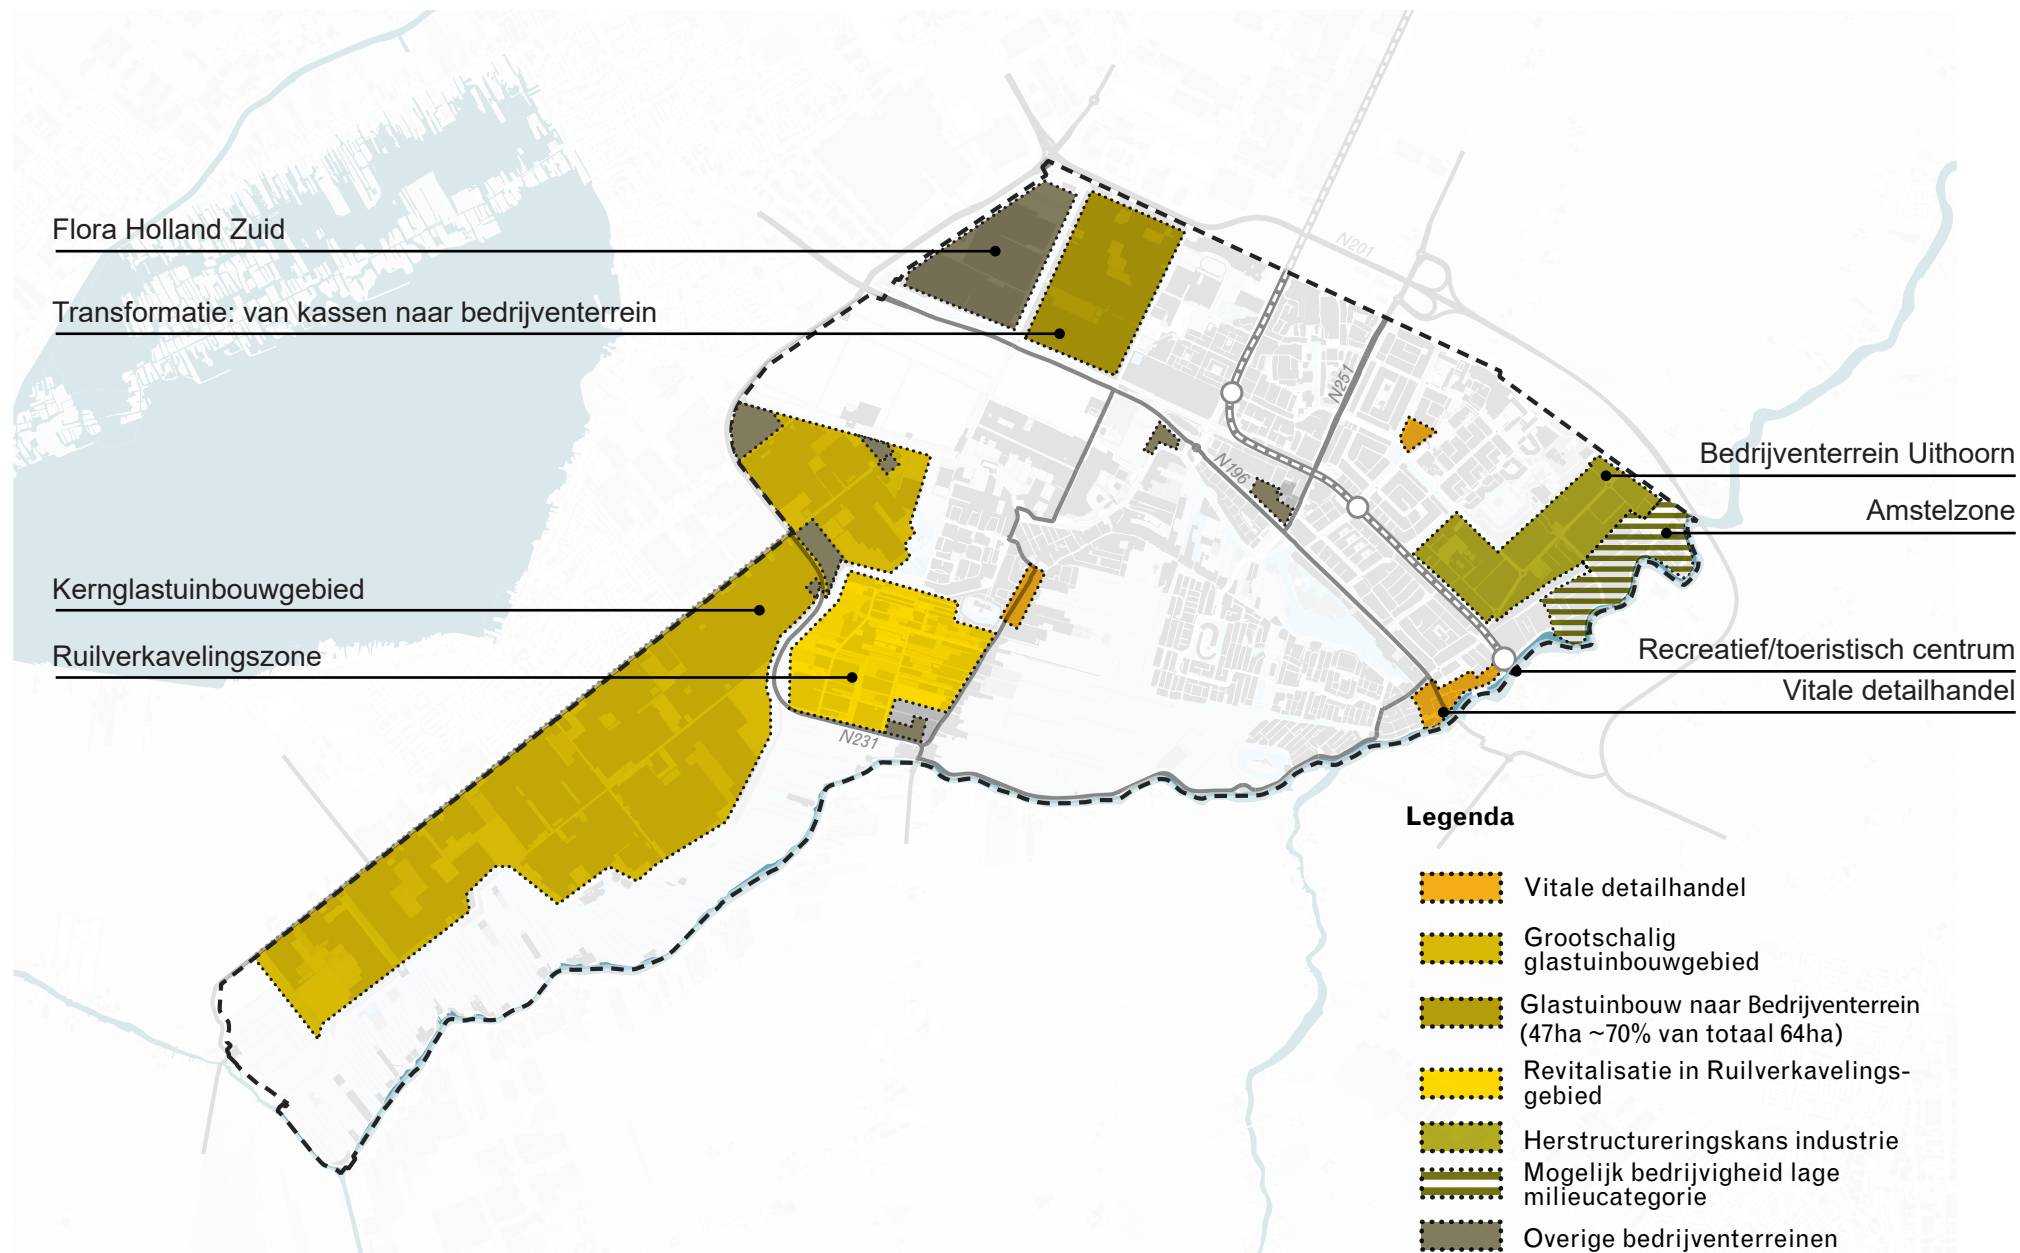 Flora Holland Zuid
Transformatie: van kassen naar bedrijventerrein
Kernglastuinbouwgebied
Ruilverkavelingszone
N201
N251
N196
N231
Bedrijventerrein Uithoorn
Amstelzone
Recreatief/toeristisch centrum
Vitale detailhandel
Legenda
Vitale detailhandel
Grootschalig
glastuinbouwgebied
Glastuinbouw naar Bedrijventerrein
(47ha ~70% van totaal 64ha)
Revitalisatie in Ruilverkavelings-
gebied
Herstructureringskans industrie
Mogelijk bedrijvigheid lage
milieucategorie
Overige bedrijventerreinen